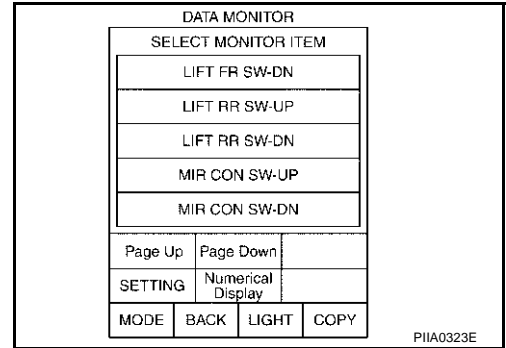 DATA MONITOR
SELECT MONITOR ITEM
LIFT FR SW-DN
LIFT RR SW-UP
LIFT RR SW-DN
MIR CON SW-UP
MIR CON SW-DN
Page Up Page Down
SETTING Numerical Display
MODE BACK LIGHT COPY
PIIA0323E